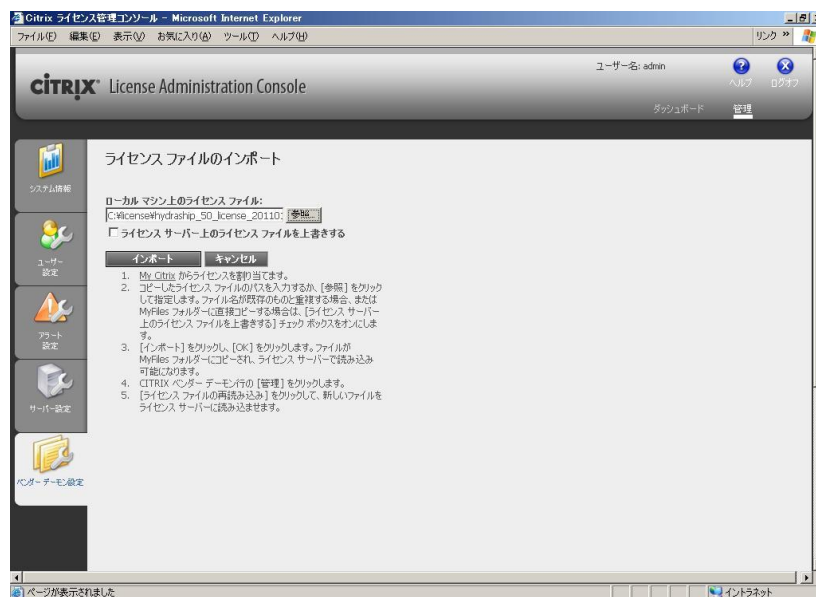 Citrix ライセンス管理コンソール - Microsoft Internet Explorer
ファイル(F) 編集(E) 表示(V) お気に入り(A) ツール(T) ヘルプ(H) リンク »
ユーザー名: admin
CİTRIX® License Administration Console
ヘルプ ログオフ
ダッシュボード 管理
システム情報
ユーザー
設定
アラート
設定
サーバー設定
ベンダー デーモン設定
ライセンス ファイルのインポート
ローカル マシン上のライセンス ファイル:
C:¥license¥hydraship_50_license_20110: 参照...
ライセンス サーバー上のライセンス ファイルを上書きする
インポート キャンセル
1. My Citrix からライセンスを割り当てます。
2. コピーしたライセンス ファイルのパスを入力するか、[参照] をクリック
して指定します。ファイル名が既存のものと重複する場合、または
MyFiles フォルダーに直接コピーする場合は、[ライセンス サーバー
上のライセンス ファイルを上書きする] チェック ボックスをオンにしま
す。
3. [インポート] をクリックし、[OK] をクリックします。ファイルが
MyFiles フォルダーにコピーされ、ライセンス サーバーで読み込み
可能になります。
4. CITRIX ベンダー デーモン行の [管理] をクリックします。
5. [ライセンス ファイルの再読み込み] をクリックして、新しいファイルを
ライセンス サーバーに読み込ませます。
ページが表示されました
イントラネット